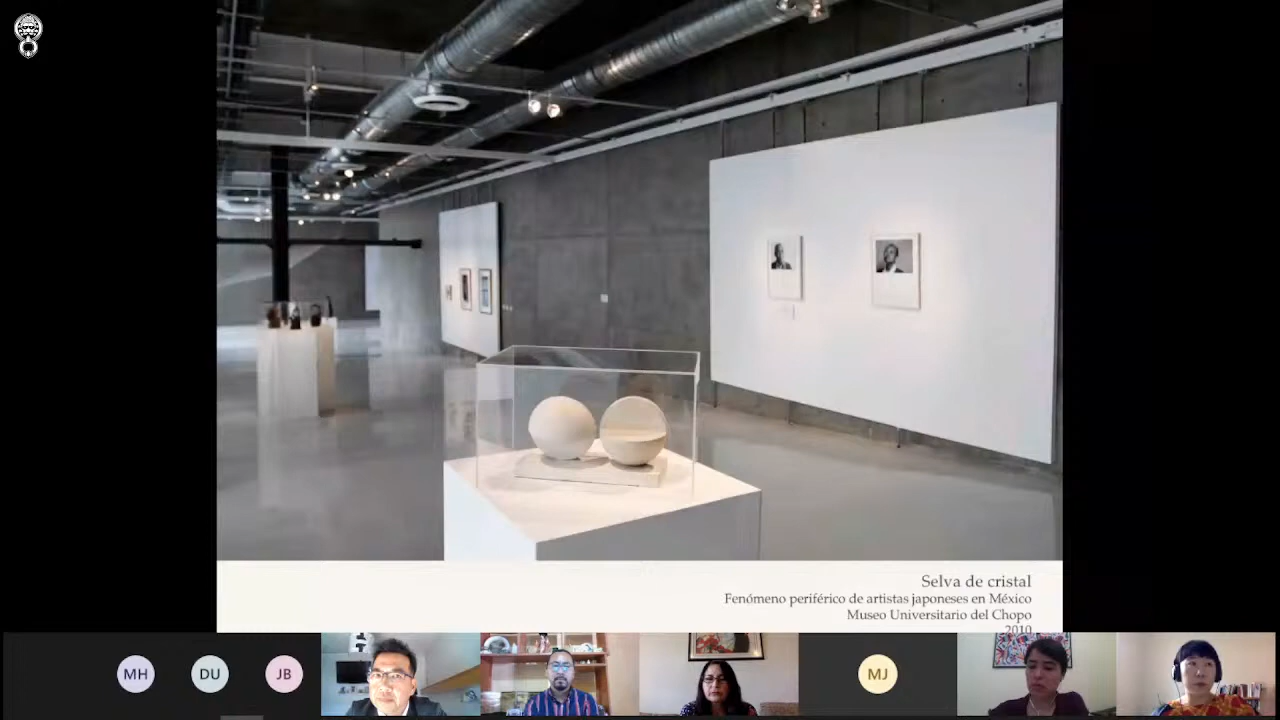 Selva de cristal
Fenómeno periférico de artistas japoneses en México
Museo Universitario del Chopo
2010
MH
DU
JB
MJ